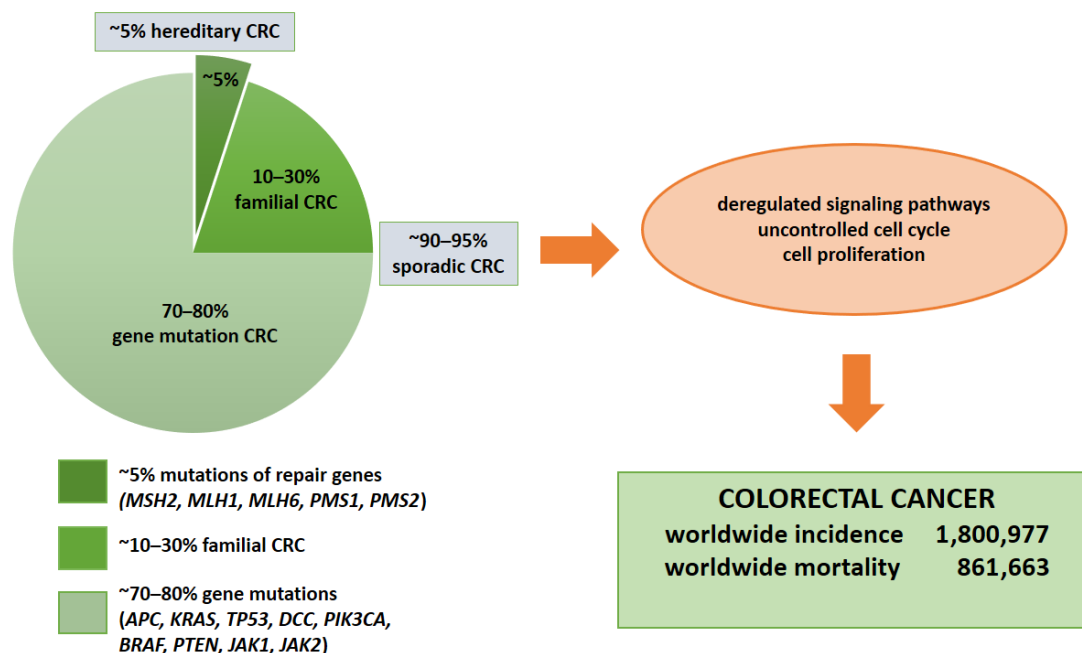 ~5% hereditary CRC
~5%
10–30%
familial CRC
~90–95%
sporadic CRC
70–80%
gene mutation CRC
deregulated signaling pathways
uncontrolled cell cycle
cell proliferation
~5% mutations of repair genes
(MSH2, MLH1, MLH6, PMS1, PMS2)
~10–30% familial CRC
~70–80% gene mutations
(APC, KRAS, TP53, DCC, PIK3CA,
BRAF, PTEN, JAK1, JAK2)
COLORECTAL CANCER
worldwide incidence 1,800,977
worldwide mortality 861,663